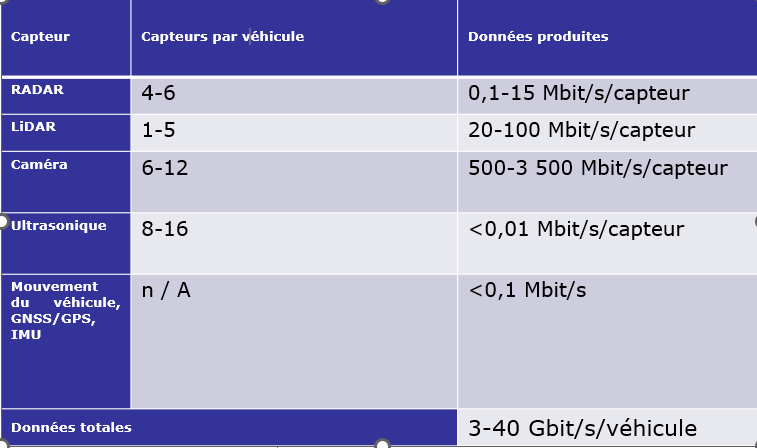 Capteur Capteurs par véhicule Données produites
RADAR 4-6 0,1-15 Mbit/s/capteur
LiDAR 1-5 20-100 Mbit/s/capteur
Caméra 6-12 500-3 500 Mbit/s/capteur
Ultrasonique 8-16 <0,01 Mbit/s/capteur
Mouvement n / A <0,1 Mbit/s
du véhicule,
GNSS/GPS,
IMU
Données totales 3-40 Gbit/s/véhicule